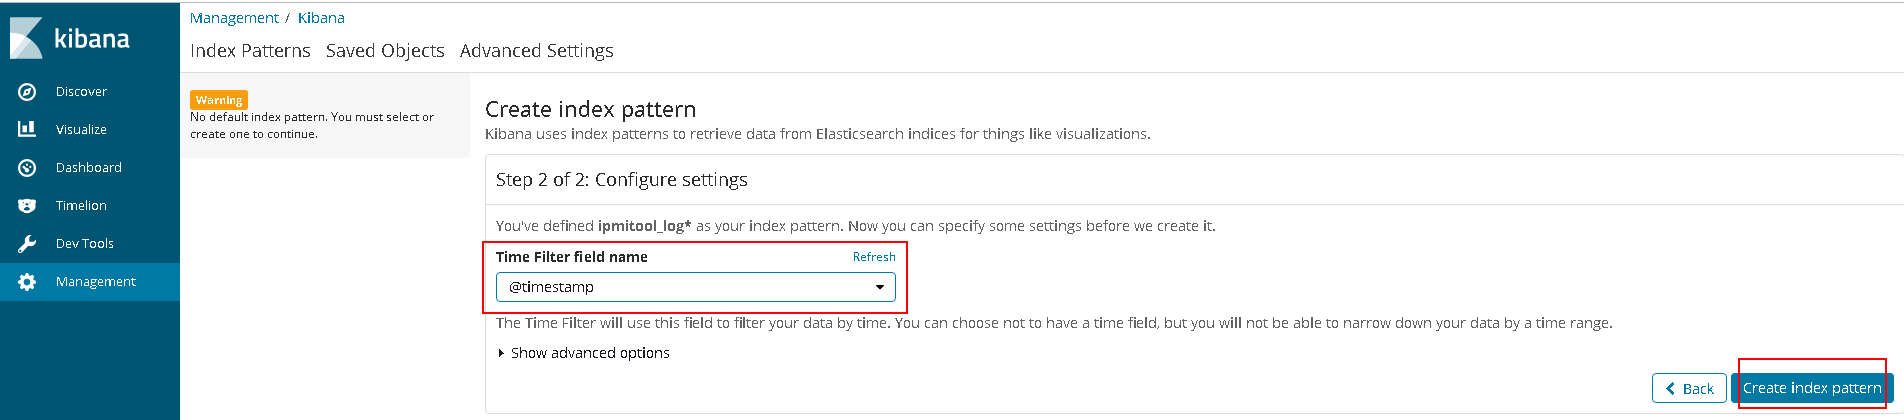 kibana
Discover
Visualize
Dashboard
Timelion
Dev Tools
Management
Management / Kibana
Index Patterns Saved Objects Advanced Settings
Warning
No default index pattern. You must select or
create one to continue.
Create index pattern
Kibana uses index patterns to retrieve data from Elasticsearch indices for things like visualizations.
Step 2 of 2: Configure settings
You've defined ipmitool_log* as your index pattern. Now you can specify some settings before we create it.
Time Filter field name Refresh
@timestamp
The Time Filter will use this field to filter your data by time. You can choose not to have a time field, but you will not be able to narrow down your data by a time range.
Show advanced options
Back Create index pattern